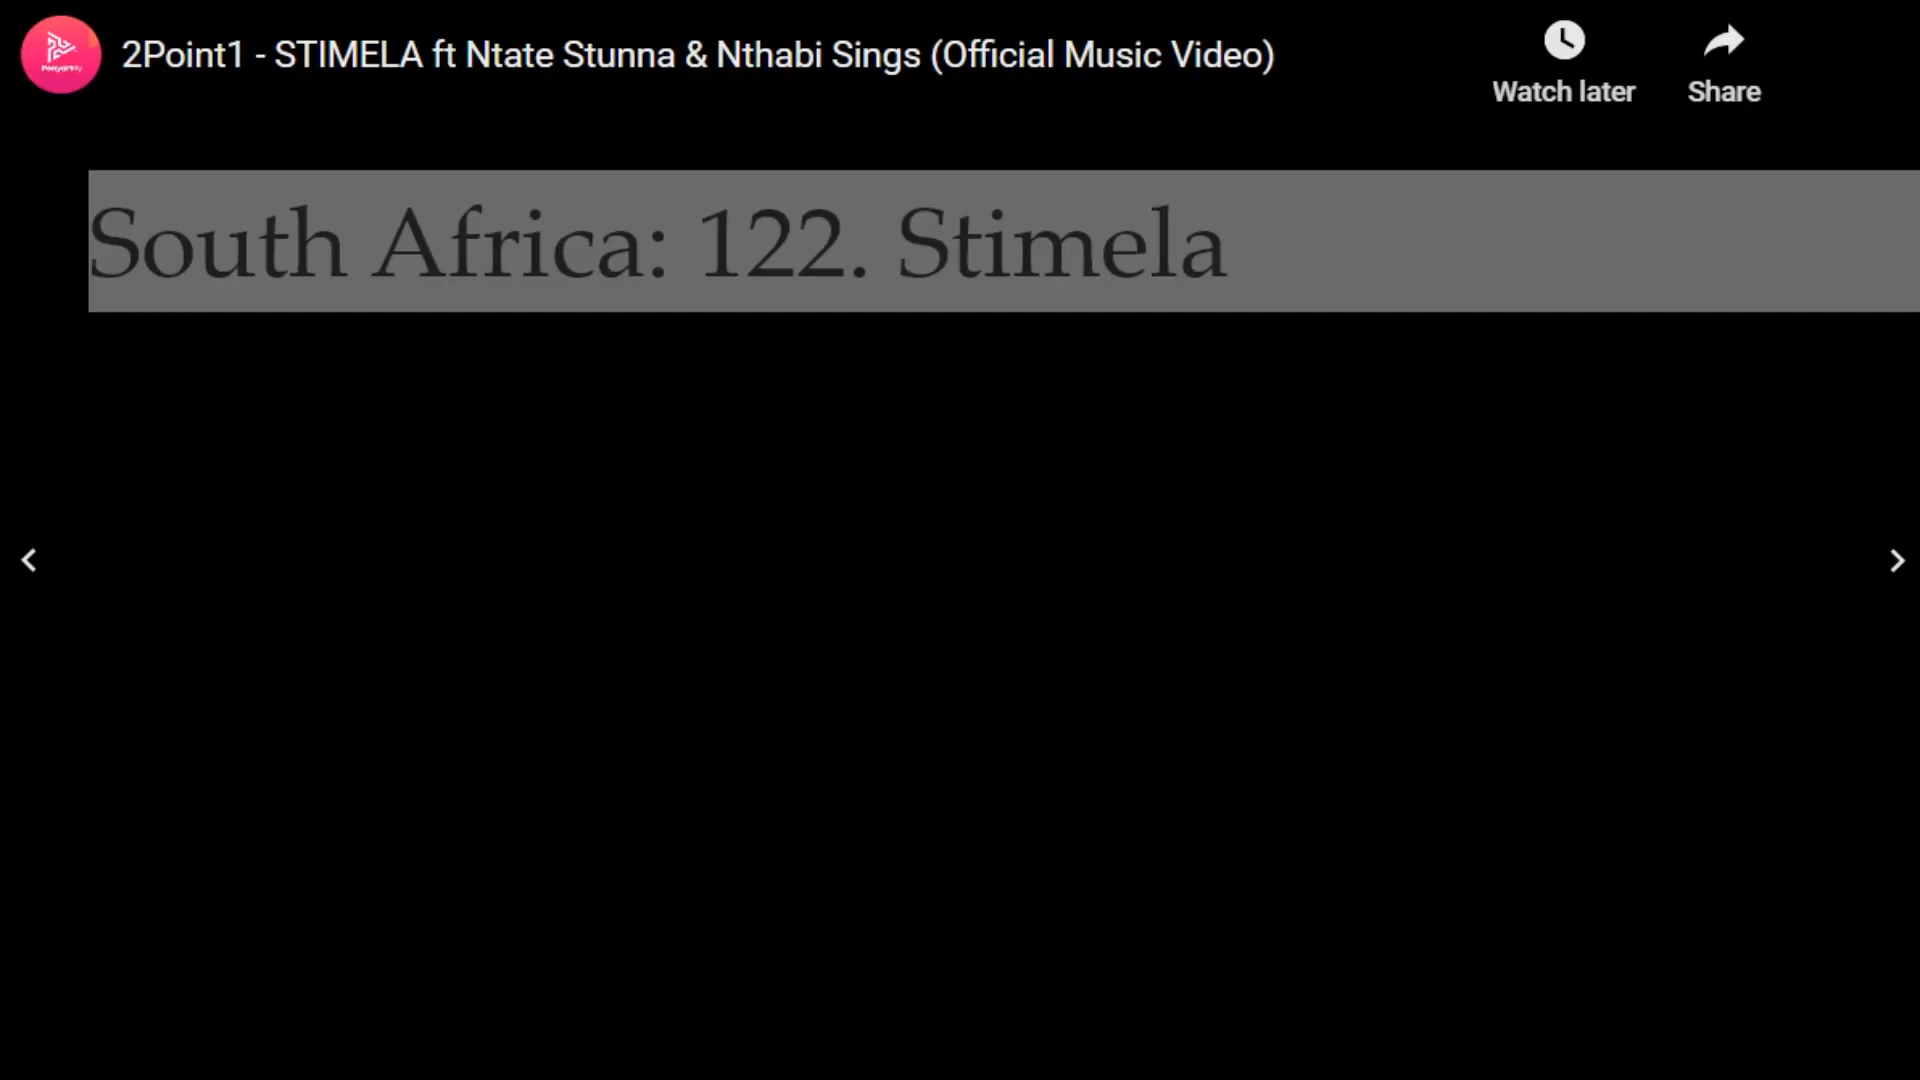 2Point1 - STIMELA ft Ntate Stunna & Nthabi Sings (Official Music Video)
Watch later
Share
South Africa: 122. Stimela